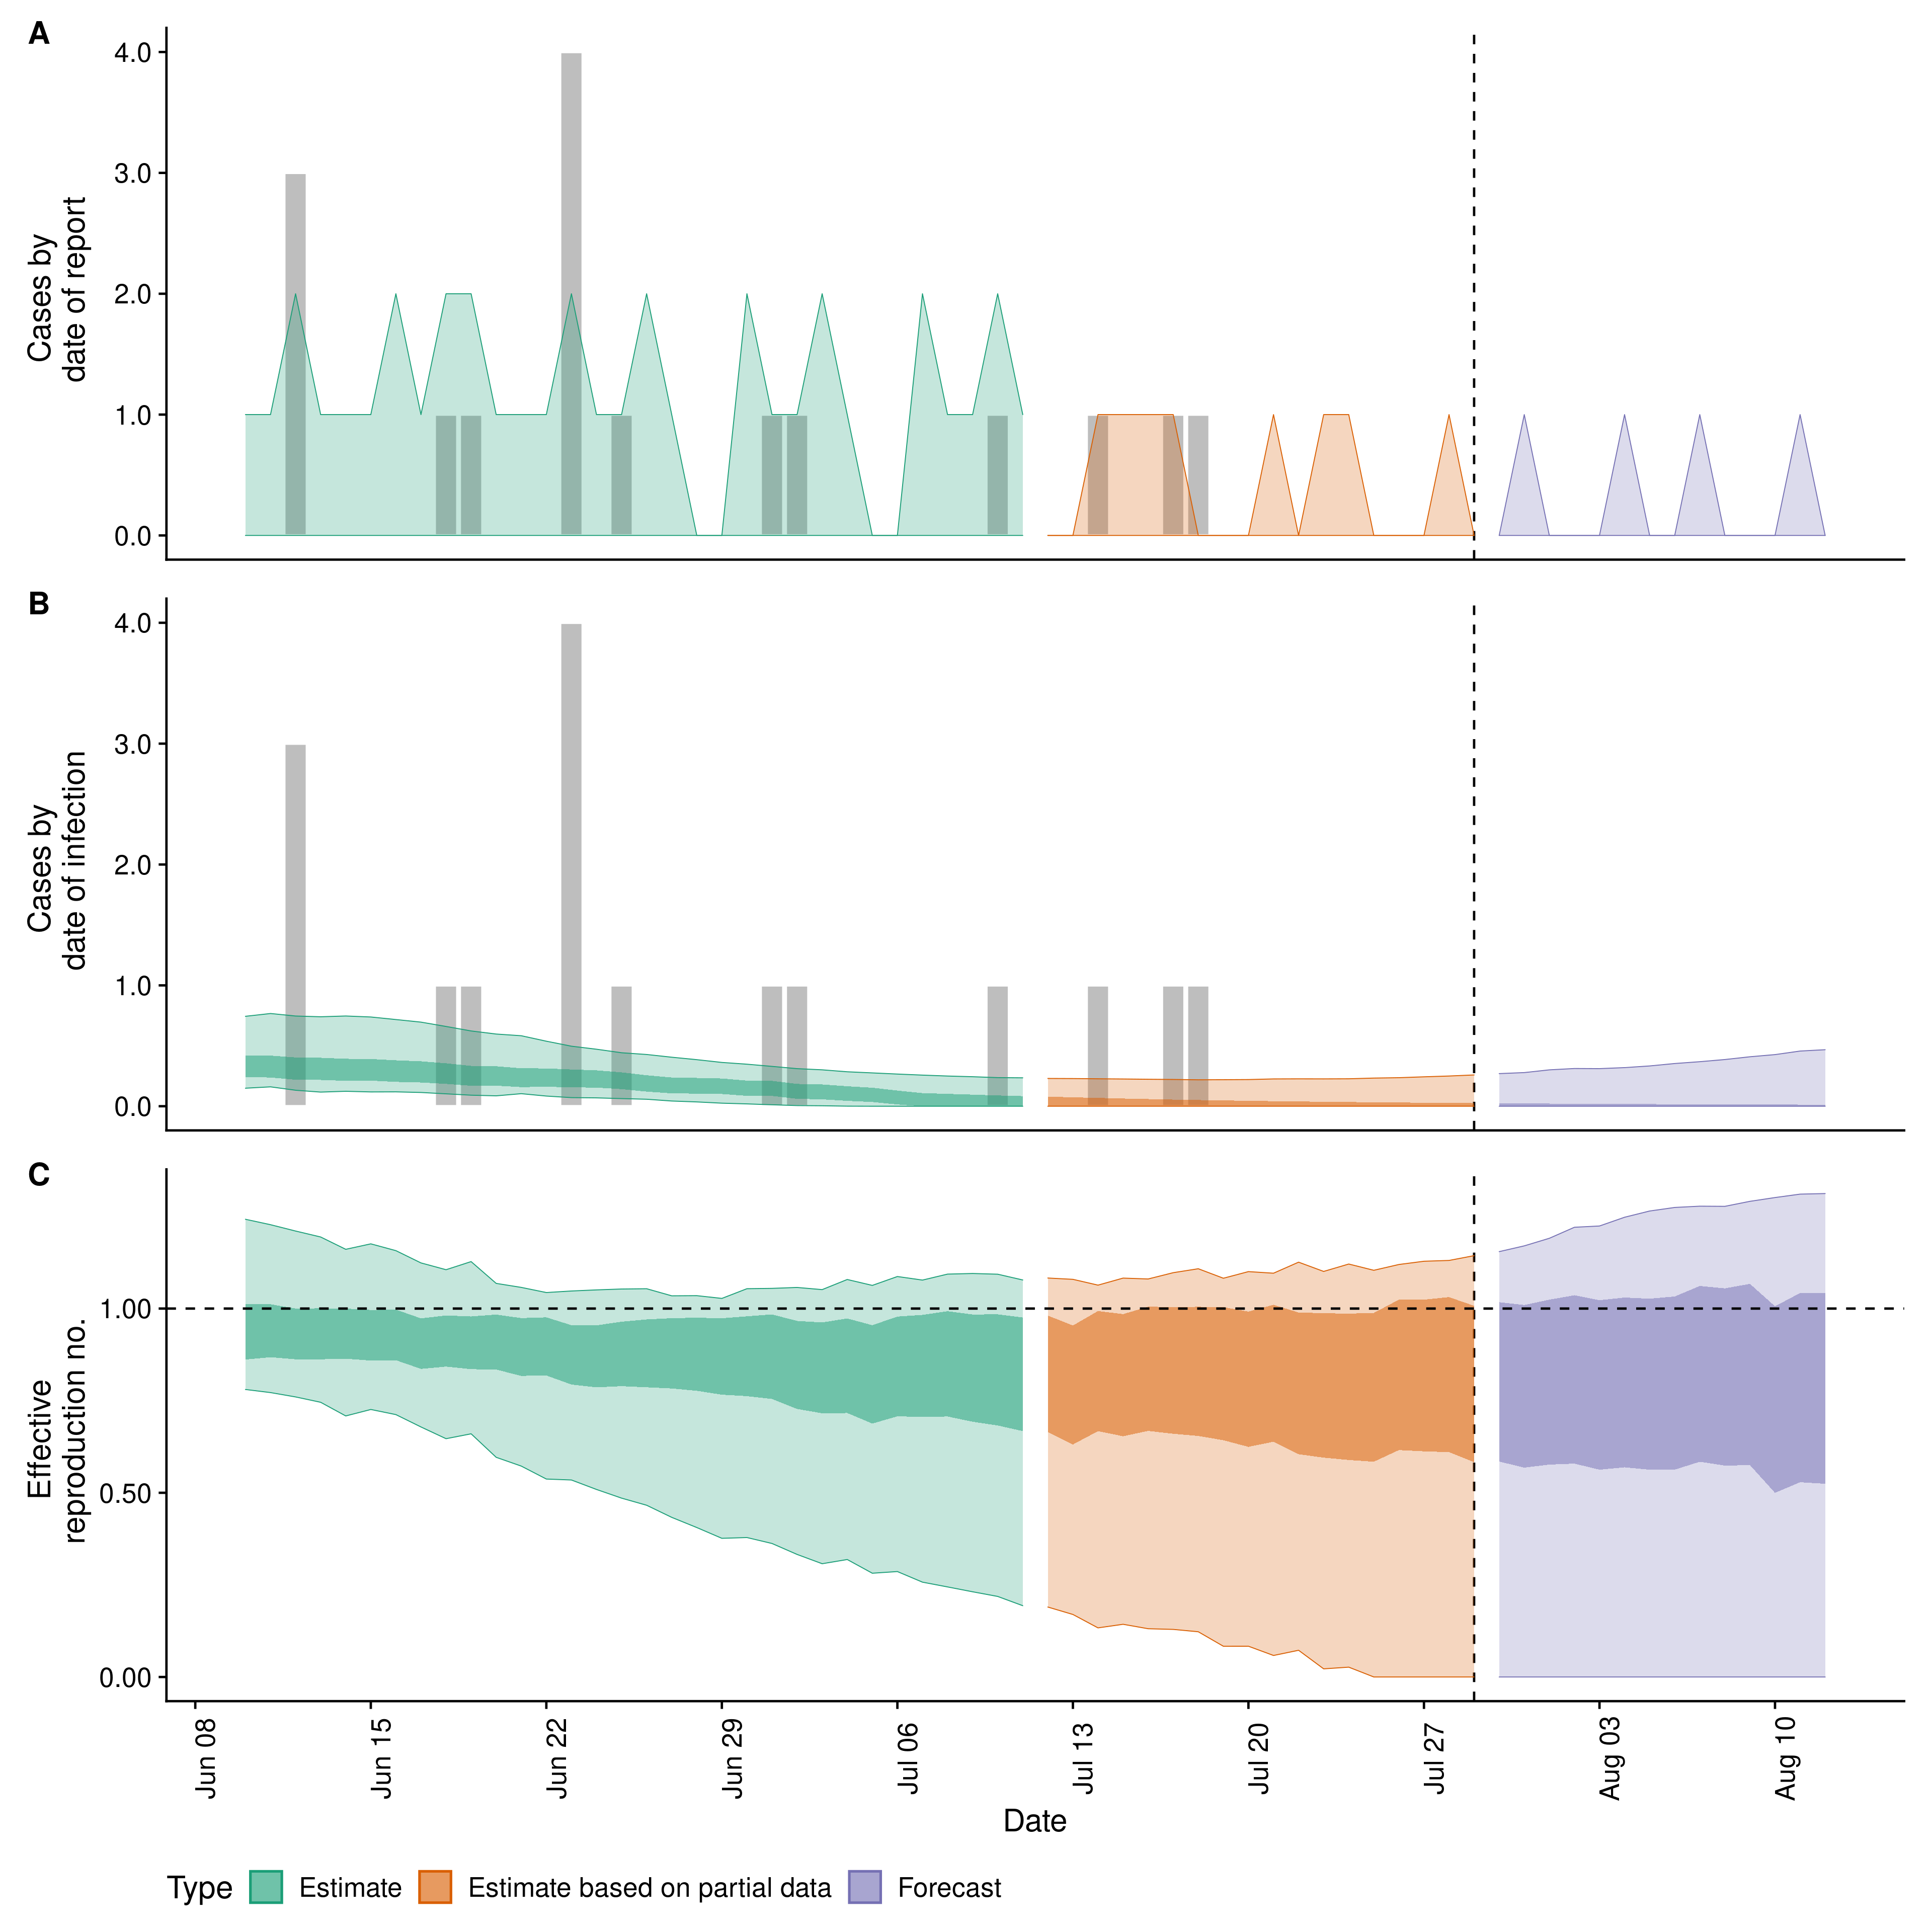 A
4.0
3.0
2.0
1.0
0.0
Cases by
date of report
B
4.0
3.0
2.0
1.0
0.0
Cases by
date of infection
C
1.00
0.50
0.00
Effective
reproduction no.
Jun 08
Jun 15
Jun 22
Jun 29
Jul 06
Jul 13
Jul 20
Jul 27
Aug 03
Aug 10
Date
Type Estimate Estimate based on partial data Forecast